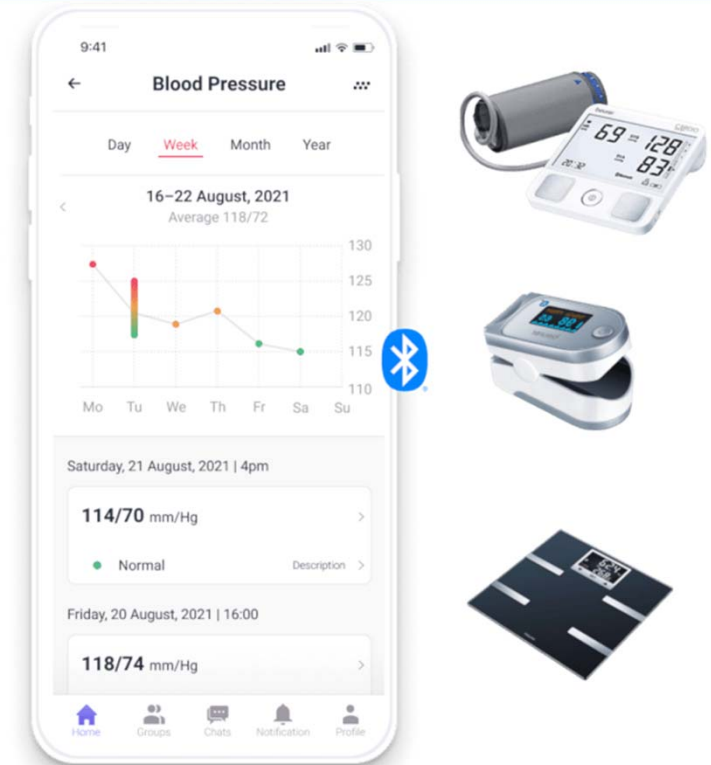 9:41
Blood Pressure
Day Week Month Year
16–22 August, 2021
Average 118/72
130
125
120
115
110
Mo Tu We Th Fr Sa Su
Saturday, 21 August, 2021 | 4pm
114/70 mm/Hg
Normal Description
Friday, 20 August, 2021 | 16:00
118/74 mm/Hg
Home Groups Chats Notification Profile
69 128
83